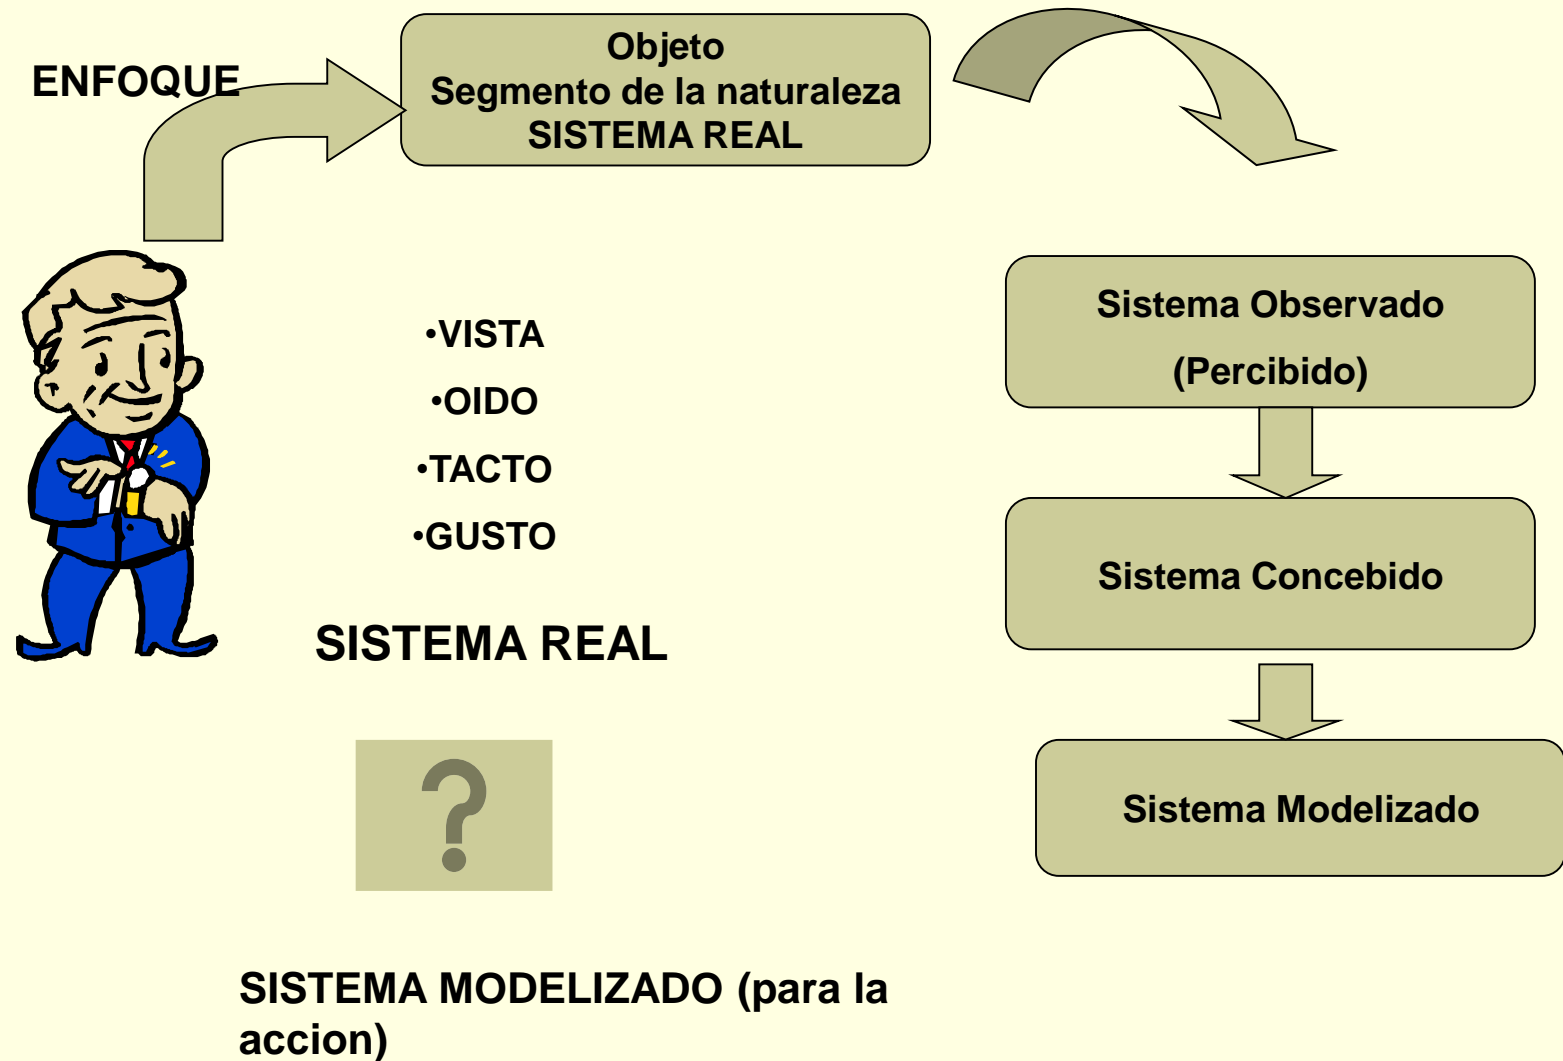 ENFOQUE
Objeto
Segmento de la naturaleza
SISTEMA REAL
•VISTA
•OIDO
•TACTO
•GUSTO
SISTEMA REAL
?
SISTEMA MODELIZADO (para la
accion)
Sistema Observado
(Percibido)
Sistema Concebido
Sistema Modelizado